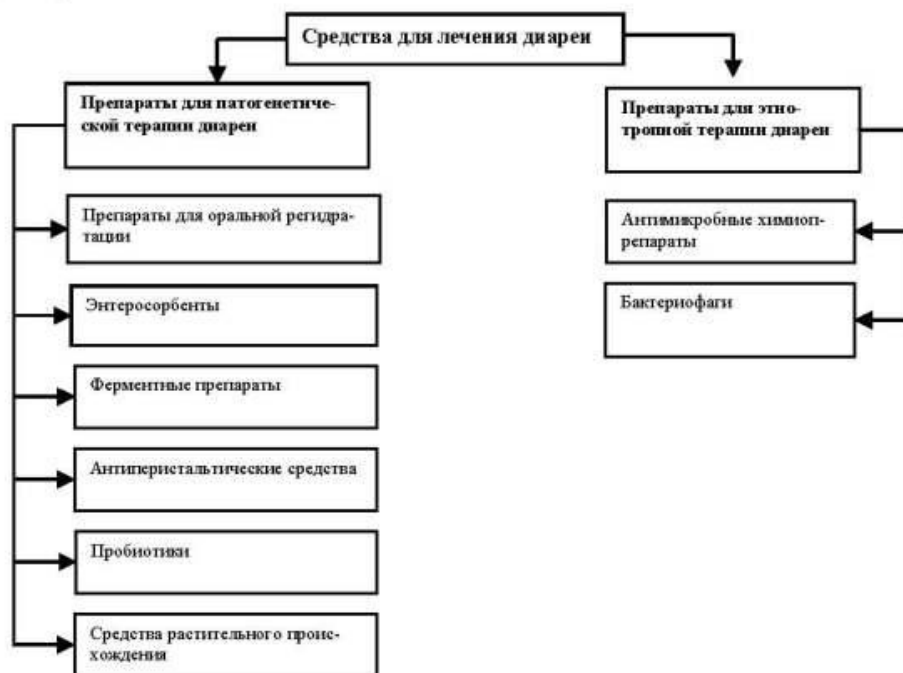 Средства для лечения диареи
Препараты для патогенетиче-
ской терапии диареи
Препараты для оральной регидра-
тации
Энтеросорбенты
Ферментные препараты
Антиперистальтические средства
Пробиотики
Средства растительного проис-
хождения
Препараты для этио-
тропной терапии диареи
Антимикробные химиоп-
репараты
Бактериофаги